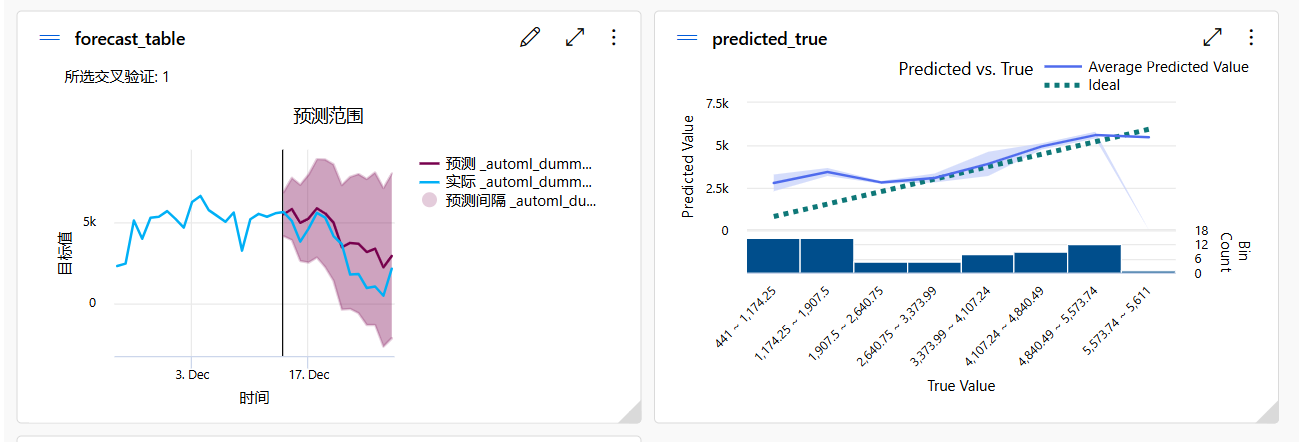 forecast_table
所选交叉验证: 1
预测范围
预测 _automl_dumm...
实际 _automl_dumm...
预测间隔 _automl_du...
目标值
5k
0
3. Dec
17. Dec
时间
predicted_true
Predicted vs. True
Average Predicted Value
Ideal
Predicted Value
7.5k
5k
2.5k
0
18
12
6
0
Bin
Count
441 ~ 1,174.25
1,174.25 ~ 1,907.5
1,907.5 ~ 2,640.75
2,640.75 ~ 3,373.99
3,373.99 ~ 4,107.24
4,107.24 ~ 4,840.49
4,840.49 ~ 5,573.74
5,573.74 ~ 5,611
True Value